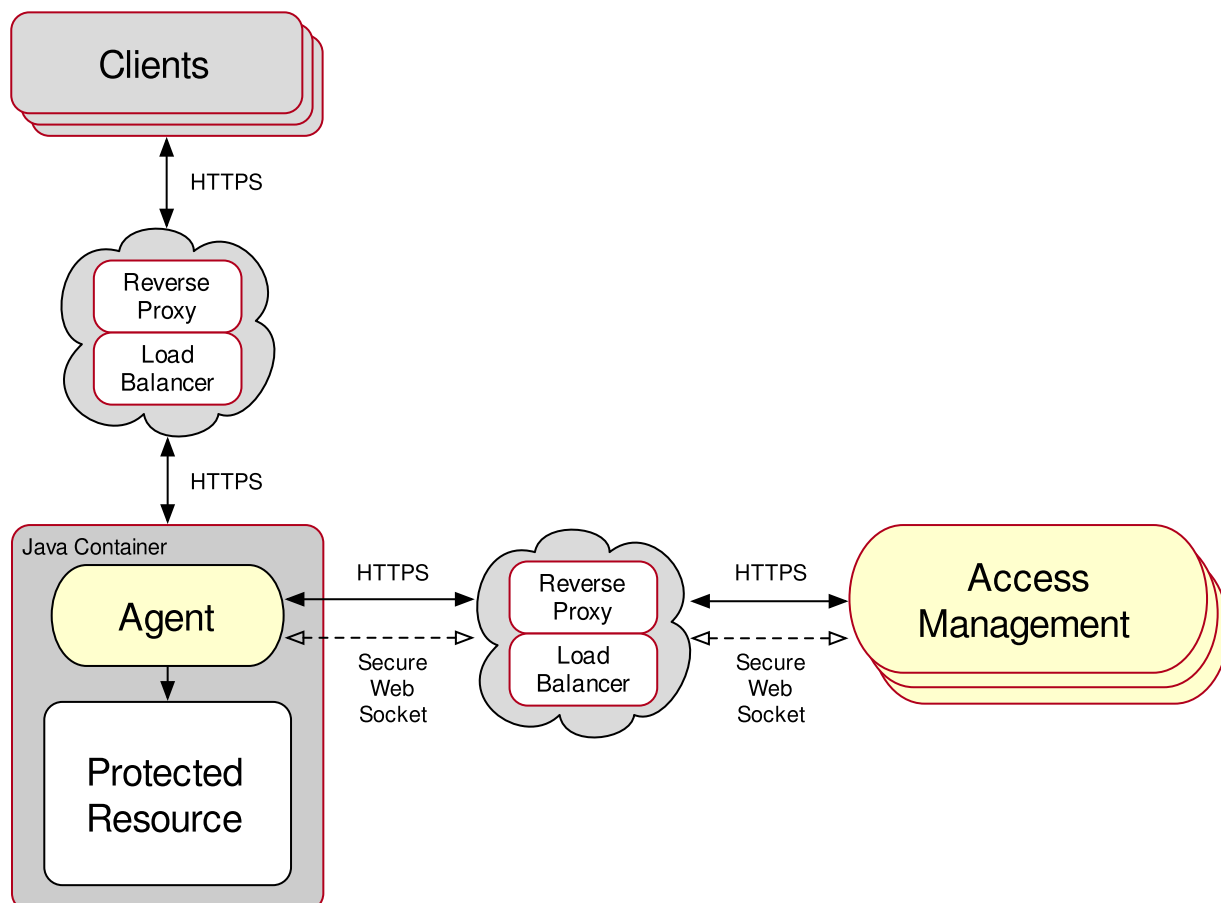 Clients
HTTPS
Reverse
Proxy
Load
Balancer
HTTPS
Java Container
Agent
Protected
Resource
HTTPS
Secure
Web
Socket
Reverse
Proxy
Load
Balancer
HTTPS
Secure
Web
Socket
Access
Management